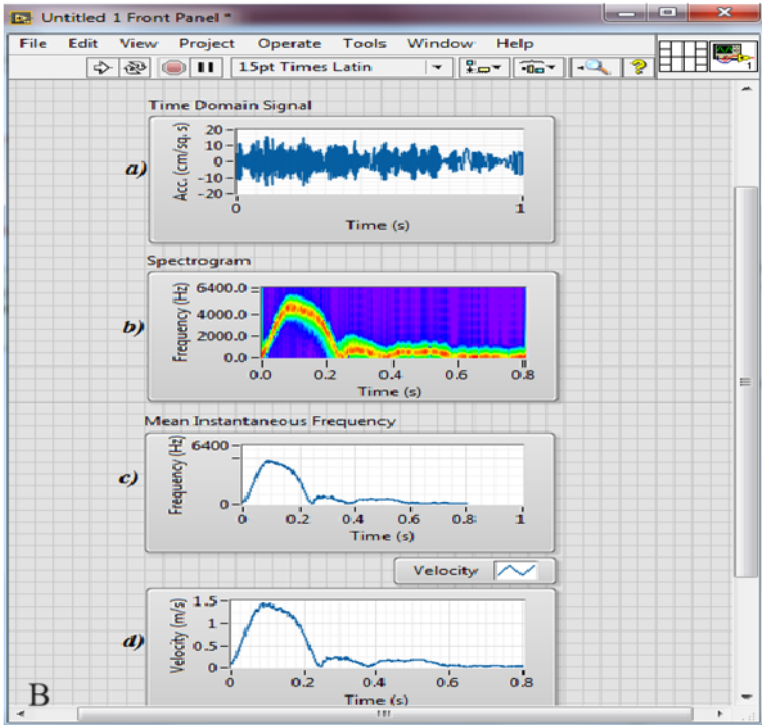 Untitled 1 Front Panel *
File Edit View Project Operate Tools Window Help
15pt Times Latin
1
Time Domain Signal
a)
Acc. (cm/sq. s)
20
10
0
-10
-20
0 1
Time (s)
Spectrogram
b)
Frequency (Hz)
6400.0
4000.0
2000.0
0.0
0.0 0.2 0.4 0.6 0.8
Time (s)
Mean Instantaneous Frequency
c)
Frequency (Hz)
6400
0
0 0.2 0.4 0.6 0.8 1
Time (s)
Velocity
d)
Velocity (m/s)
1.5
1
0.5
0
0 0.2 0.4 0.6 0.8
Time (s)
B